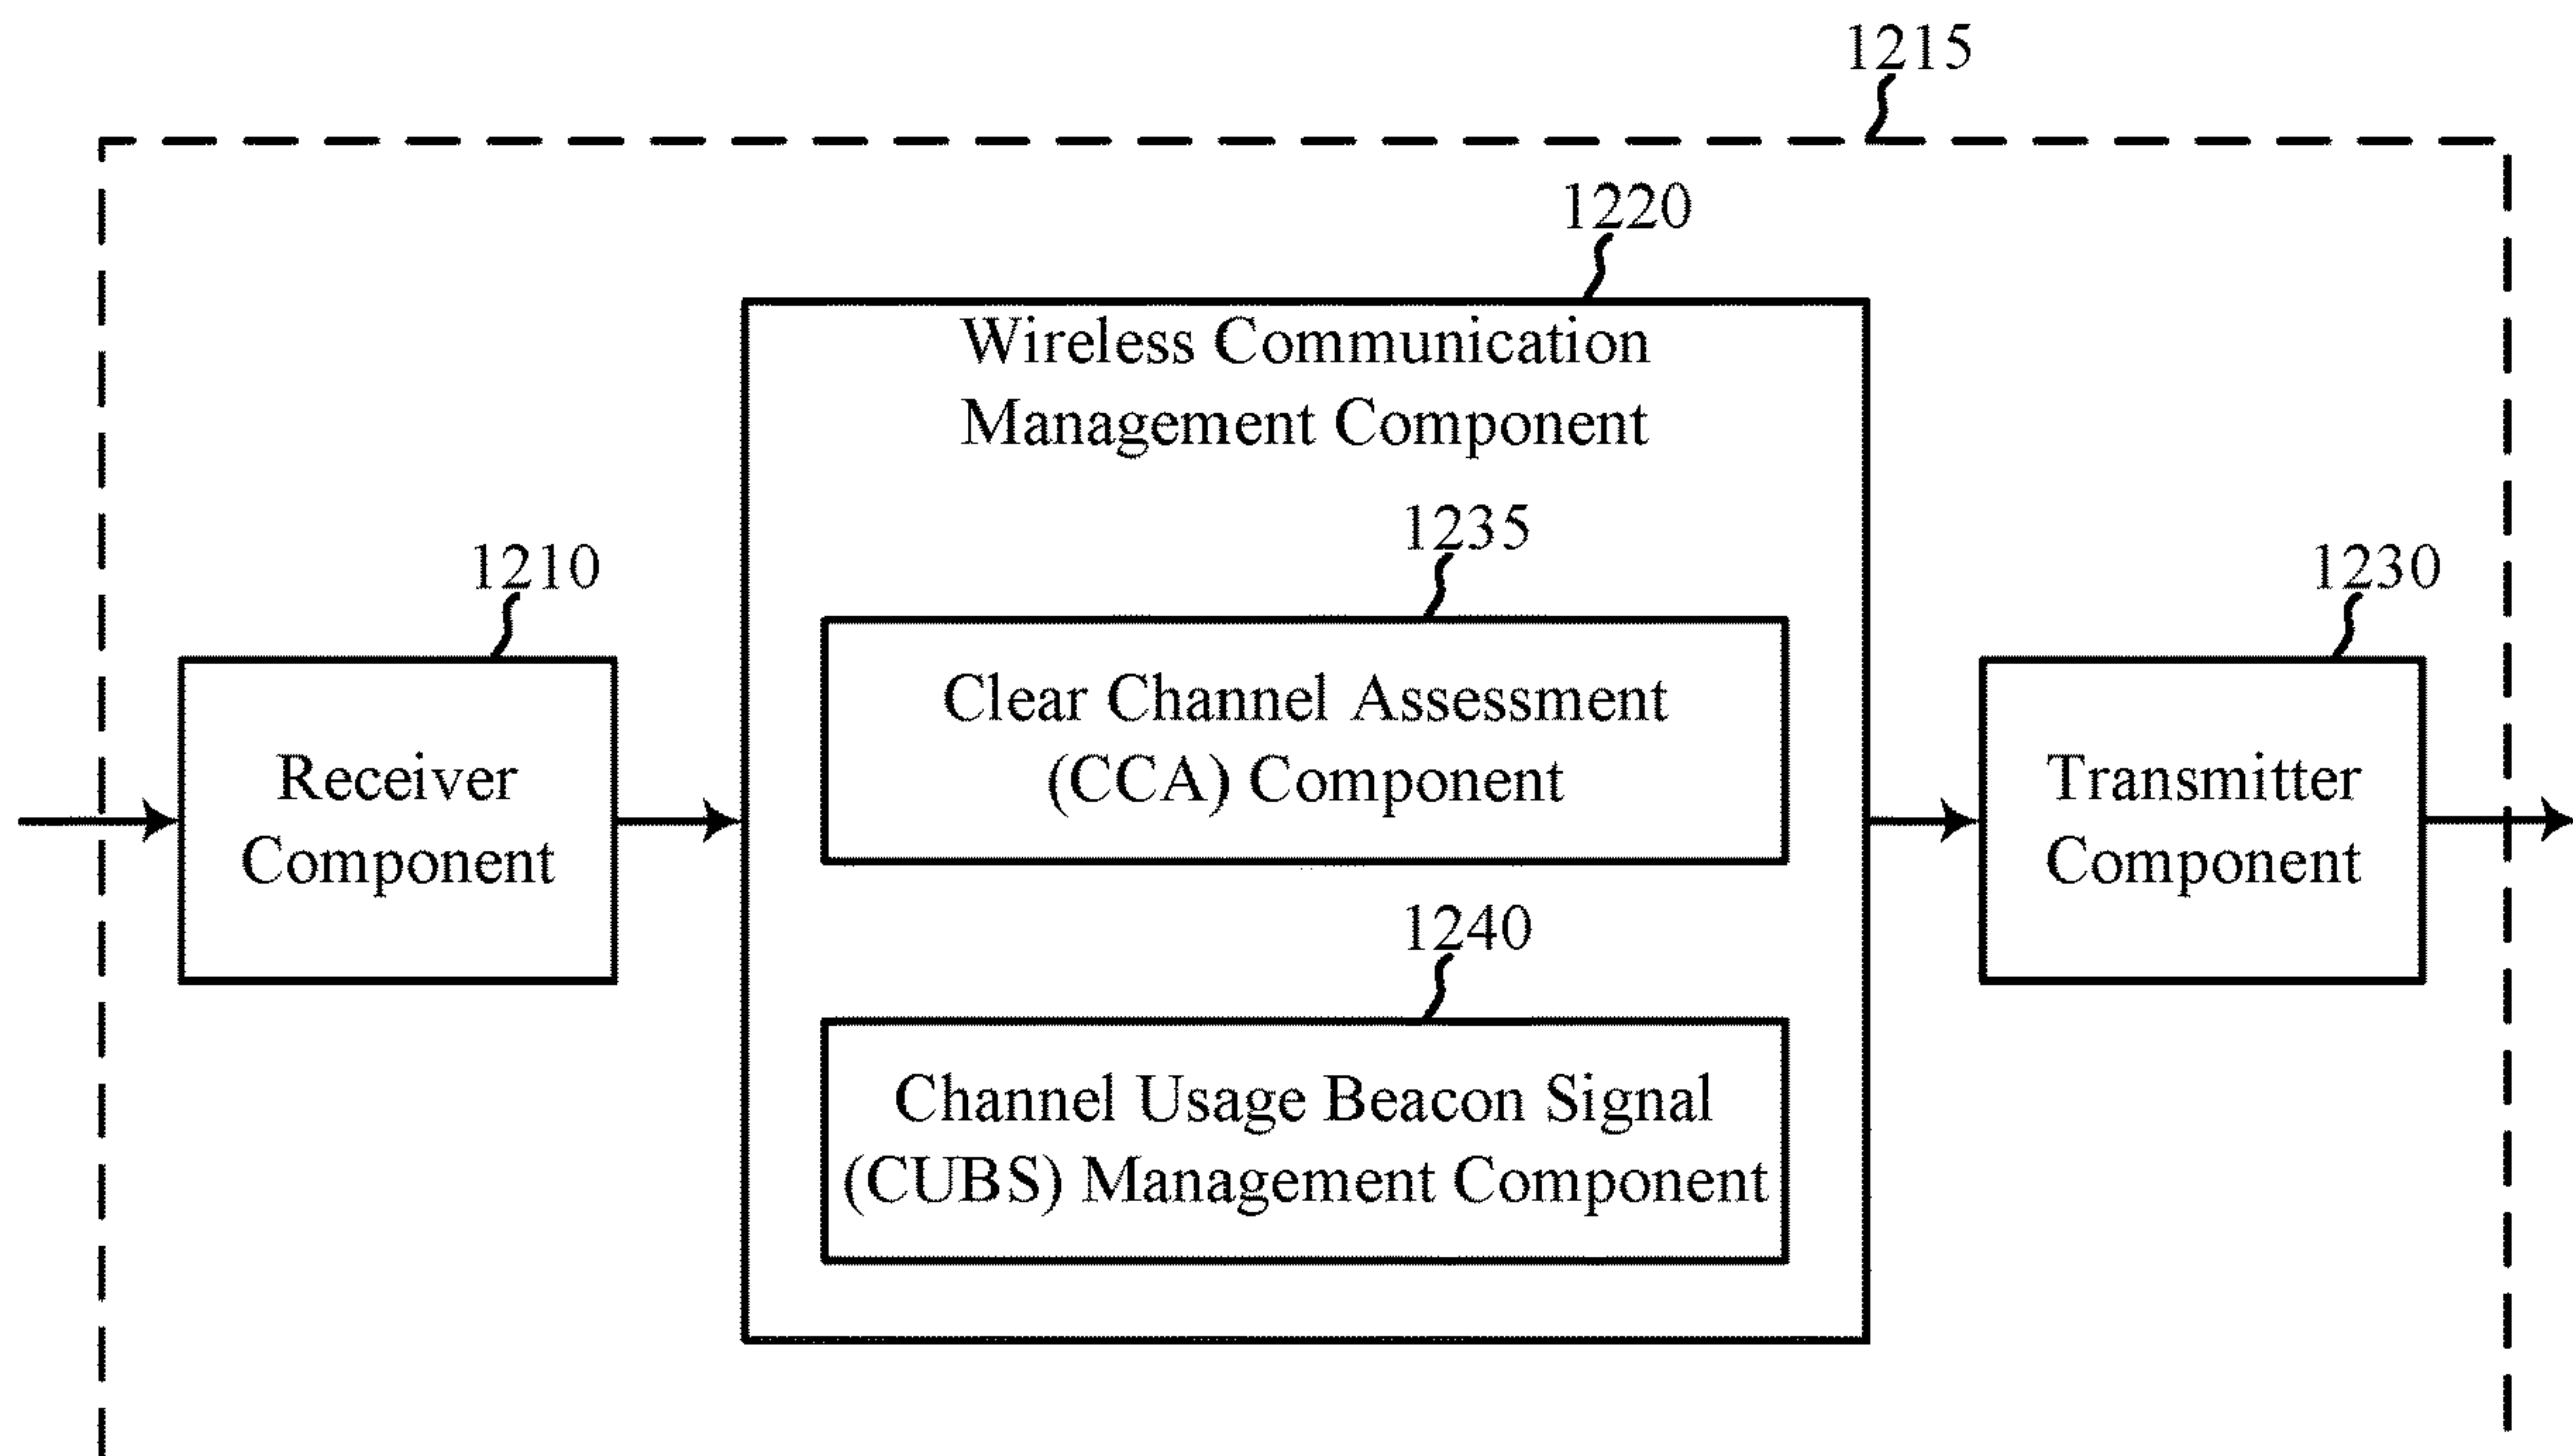 1215
1220
Wireless Communication
Management Component
1235
1210
1230
Clear Channel Assessment
(CCA) Component
Receiver
Component
Transmitter
Component
1240
Channel Usage Beacon Signal
(CUBS) Management Component